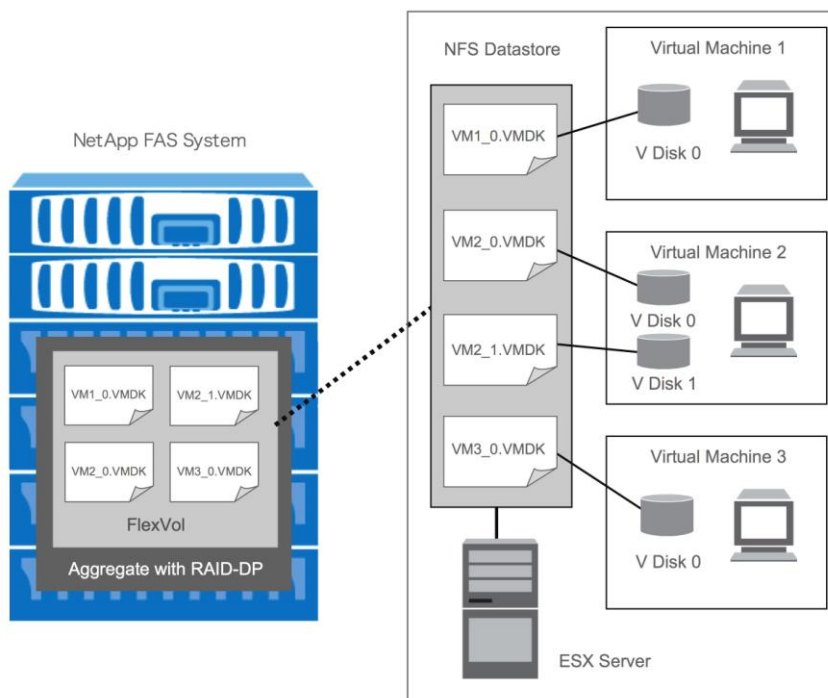 NetApp FAS System
VM1_0.VMDK
VM2_1.VMDK
VM2_0.VMDK
VM3_0.VMDK
FlexVol
Aggregate with RAID-DP
NFS Datastore
VM1_0.VMDK
VM2_0.VMDK
VM2_1.VMDK
VM3_0.VMDK
ESX Server
Virtual Machine 1
V Disk 0
Virtual Machine 2
V Disk 0
V Disk 1
Virtual Machine 3
V Disk 0